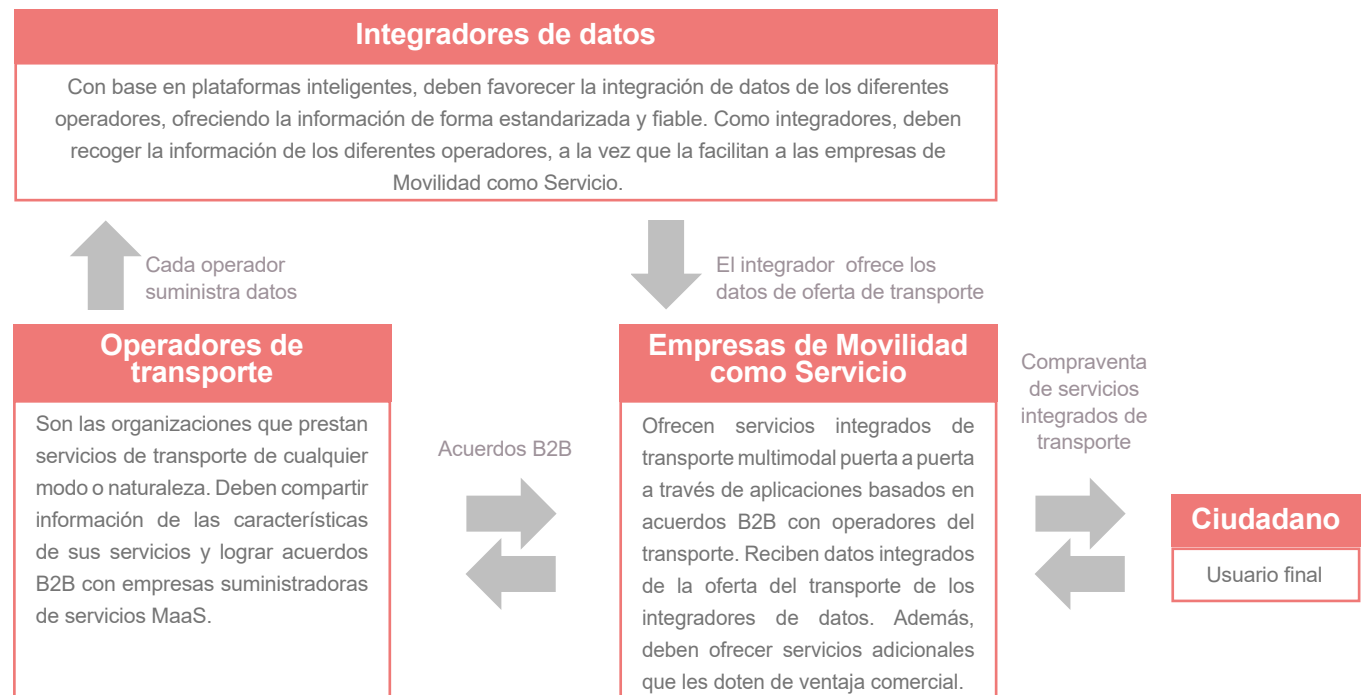 Integradores de datos
Con base en plataformas inteligentes, deben favorecer la integración de datos de los diferentes
operadores, ofreciendo la información de forma estandarizada y fiable. Como integradores, deben
recoger la información de los diferentes operadores, a la vez que la facilitan a las empresas de
Movilidad como Servicio.
Cada operador
suministra datos
El integrador ofrece los
datos de oferta de transporte
Operadores de
transporte
Son las organizaciones que prestan
servicios de transporte de cualquier
modo o naturaleza. Deben compartir
información de las características
de sus servicios y lograr acuerdos
B2B con empresas suministradoras
de servicios MaaS.
Acuerdos B2B
Empresas de Movilidad
como Servicio
Ofrecen servicios integrados de
transporte multimodal puerta a puerta
a través de aplicaciones basados en
acuerdos B2B con operadores del
transporte. Reciben datos integrados
de la oferta del transporte de los
integradores de datos. Además,
deben ofrecer servicios adicionales
que les doten de ventaja comercial.
Compraventa
de servicios
integrados de
transporte
Ciudadano
Usuario final